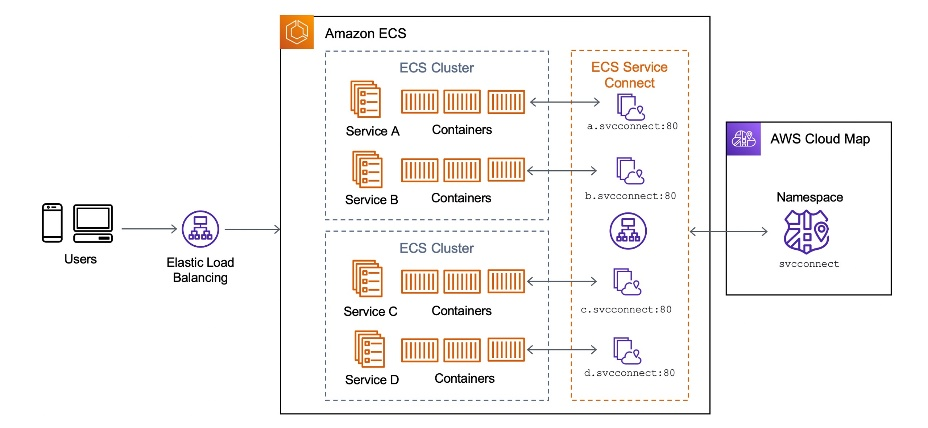 Amazon ECS
ECS Cluster
Service A
Containers
Service B
Containers
ECS Service
Connect
a.svcconnect:80
b.svcconnect:80
ECS Cluster
Service C
Containers
Service D
Containers
c.svcconnect:80
d.svcconnect:80
Users
Elastic Load
Balancing
AWS Cloud Map
Namespace
svcconnect